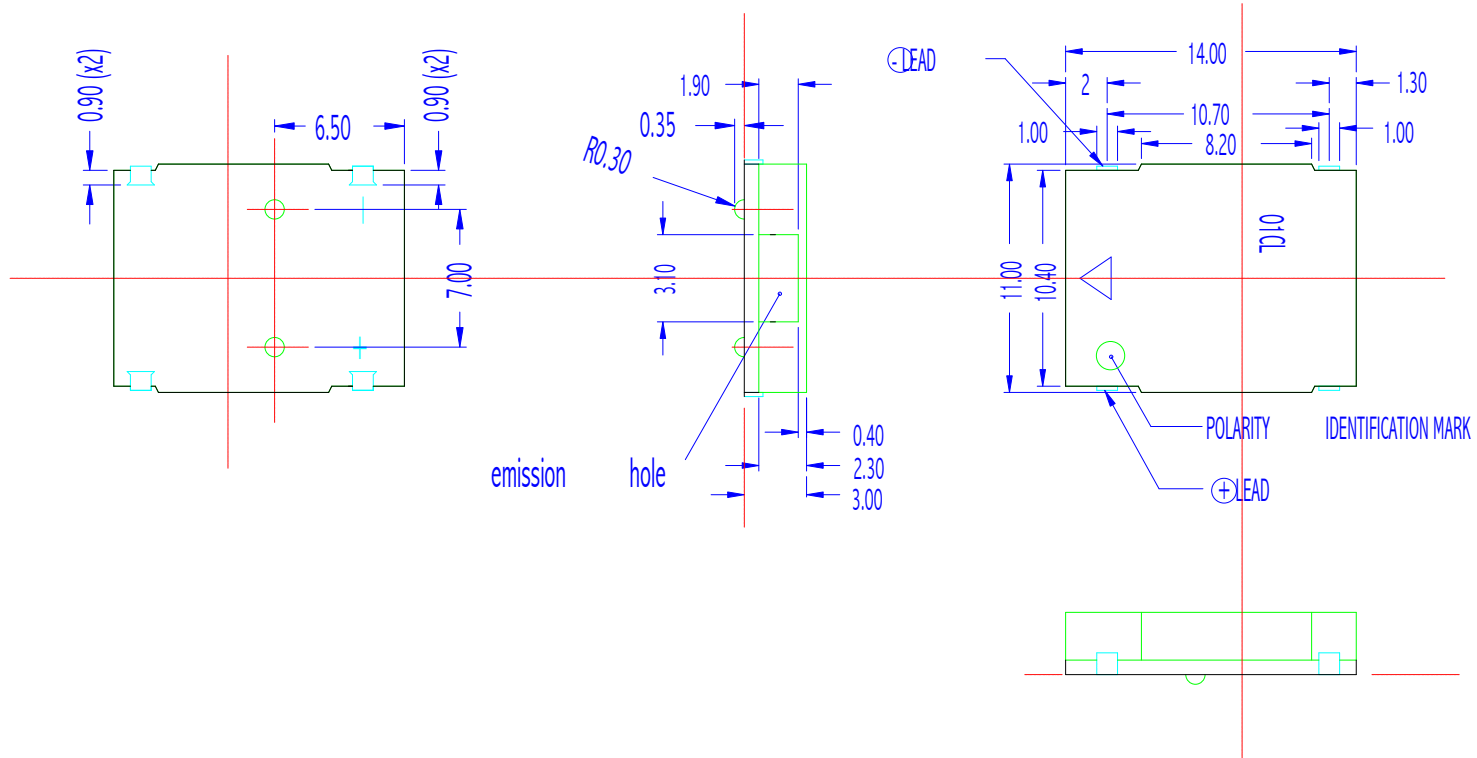 0.90 (x2)
0.90 (x2)
6.50
7.00
1.90
0.35
R0.30
3.10
emission hole
0.40
2.30
3.00
-LEAD
14.00
2
1.30
10.70
1.00
8.20
1.00
01CL
11.00
10.40
POLARITY IDENTIFICATION MARK
+LEAD